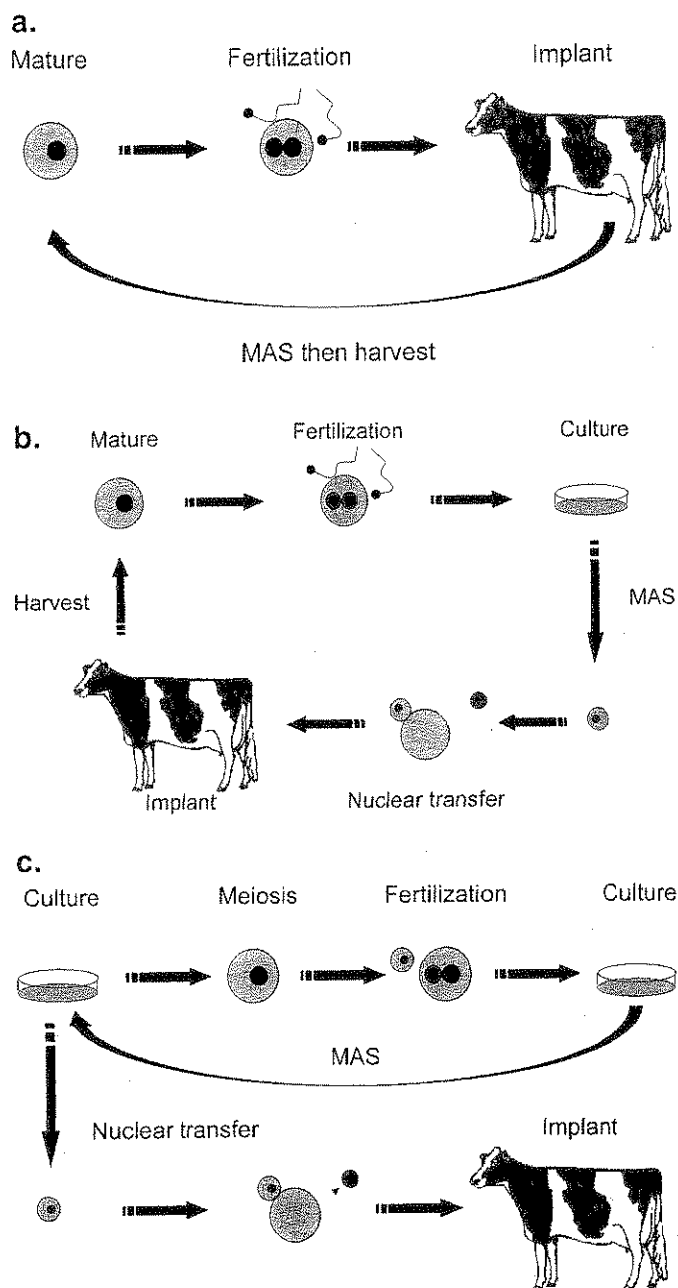 a.
Mature Fertilization Implant
MAS then harvest
b.
Mature Fertilization Culture
Harvest MAS
Implant Nuclear transfer
c.
Culture Meiosis Fertilization Culture
MAS
Nuclear transfer Implant